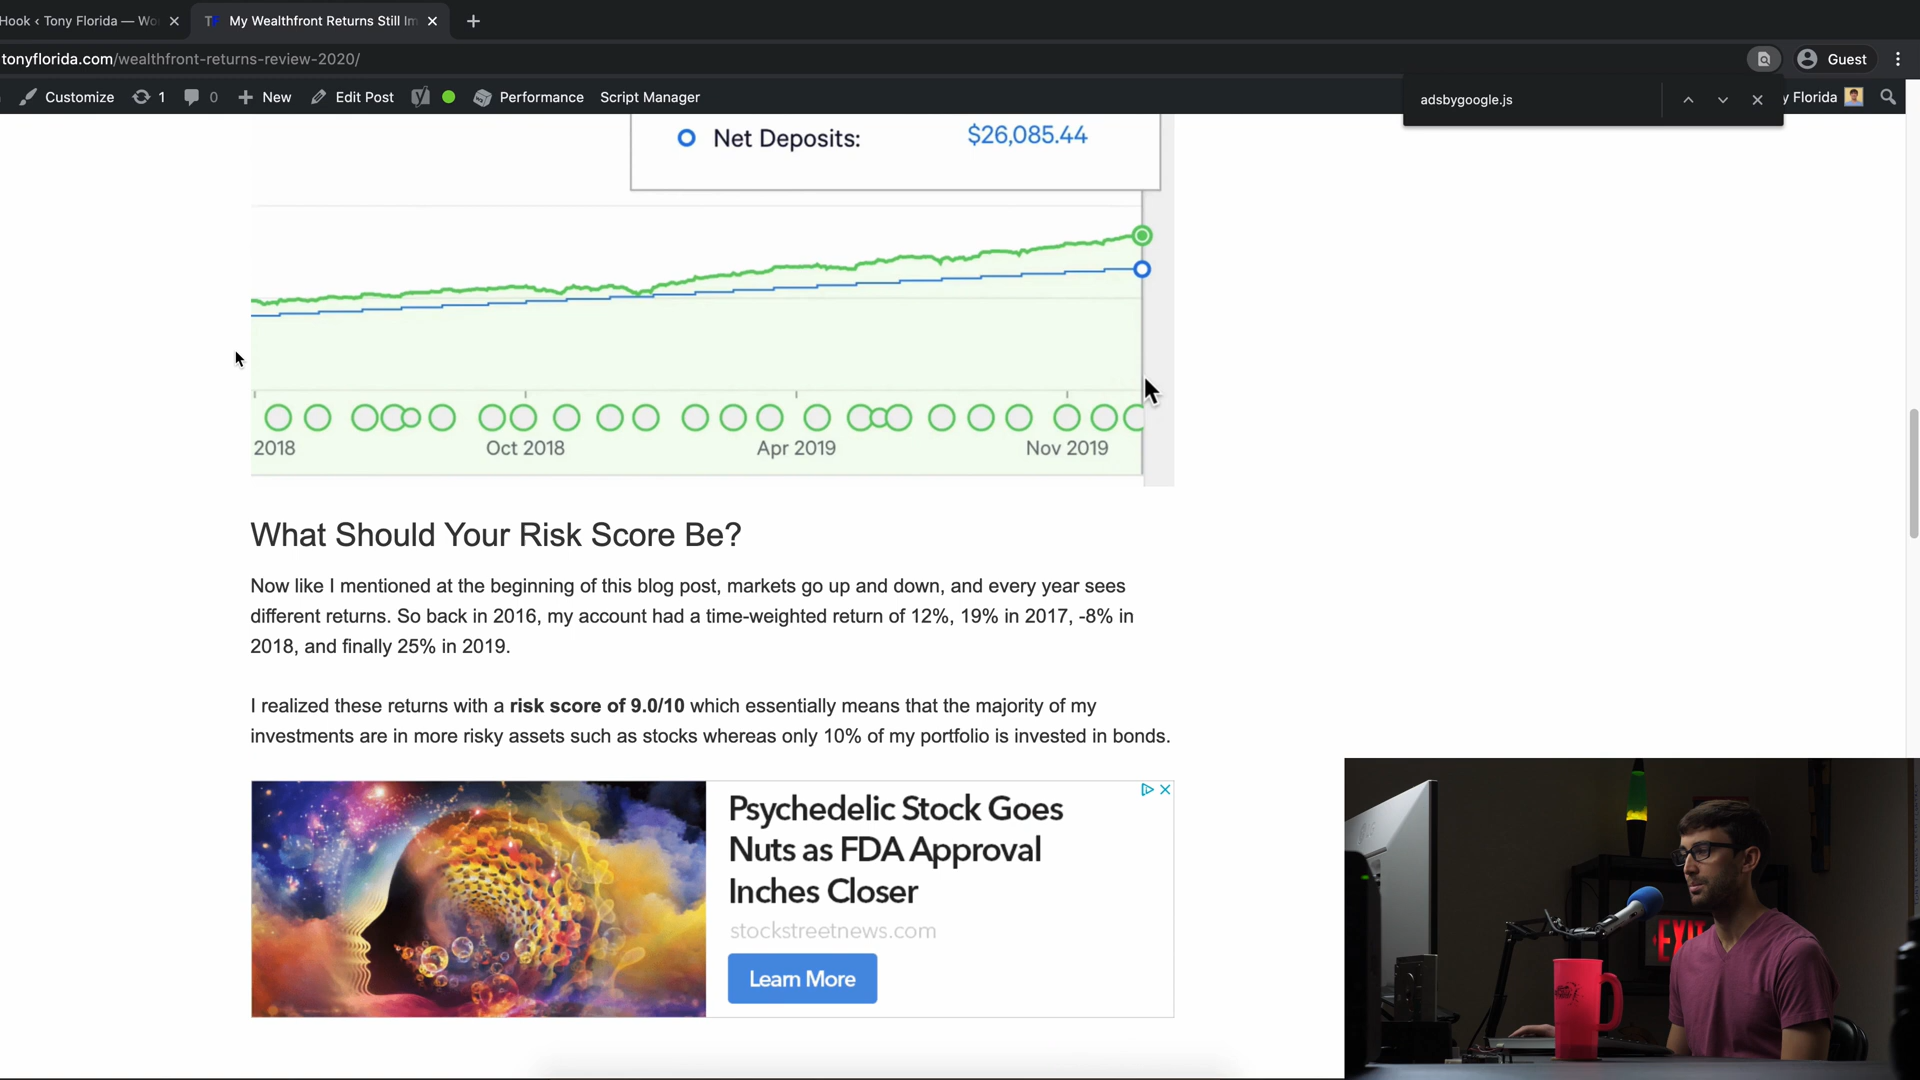 Hook ‹ Tony Florida — Wo
TF My Wealthfront Returns Still Im
tonyflorida.com/wealthfront-returns-review-2020/
Guest
Customize 1 0 New Edit Post Performance Script Manager
adsbygoogle.js
y Florida
Net Deposits: $26,085.44
2018 Oct 2018 Apr 2019 Nov 2019
What Should Your Risk Score Be?
Now like I mentioned at the beginning of this blog post, markets go up and down, and every year sees
different returns. So back in 2016, my account had a time-weighted return of 12%, 19% in 2017, -8% in
2018, and finally 25% in 2019.
I realized these returns with a risk score of 9.0/10 which essentially means that the majority of my
investments are in more risky assets such as stocks whereas only 10% of my portfolio is invested in bonds.
Psychedelic Stock Goes
Nuts as FDA Approval
Inches Closer
stockstreetnews.com
Learn More
EXIT